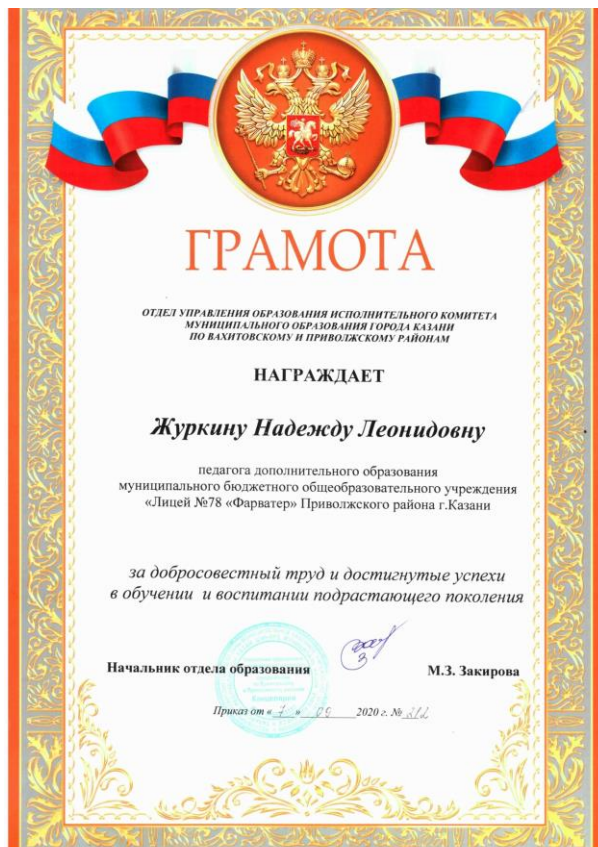 ГРАМОТА
ОТДЕЛ УПРАВЛЕНИЯ ОБРАЗОВАНИЯ ИСПОЛНИТЕЛЬНОГО КОМИТЕТА
МУНИЦИПАЛЬНОГО ОБРАЗОВАНИЯ ГОРОДА КАЗАНИ
ПО ВАХИТОВСКОМУ И ПРИВОЛЖСКОМУ РАЙОНАМ
НАГРАЖДАЕТ
Журкину Надежду Леонидовну
педагога дополнительного образования
муниципального бюджетного общеобразовательного учреждения
«Лицей №78 «Фарватер» Приволжского района г.Казани
за добросовестный труд и достигнутые успехи
в обучении и воспитании подрастающего поколения
Начальник отдела образования М.З. Закирова
Приказ от « 7 » 09 2020 г. №